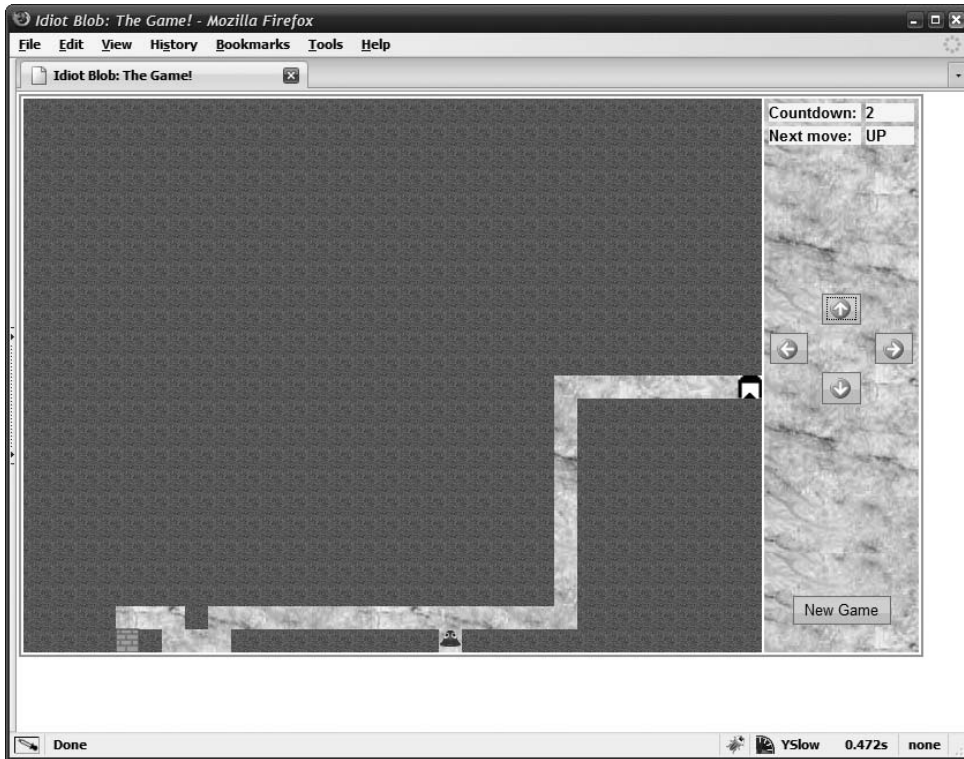 Idiot Blob: The Game! - Mozilla Firefox
File Edit View History Bookmarks Tools Help
Idiot Blob: The Game!
Countdown: 2
Next move: UP
New Game
Done YSlow 0.472s none